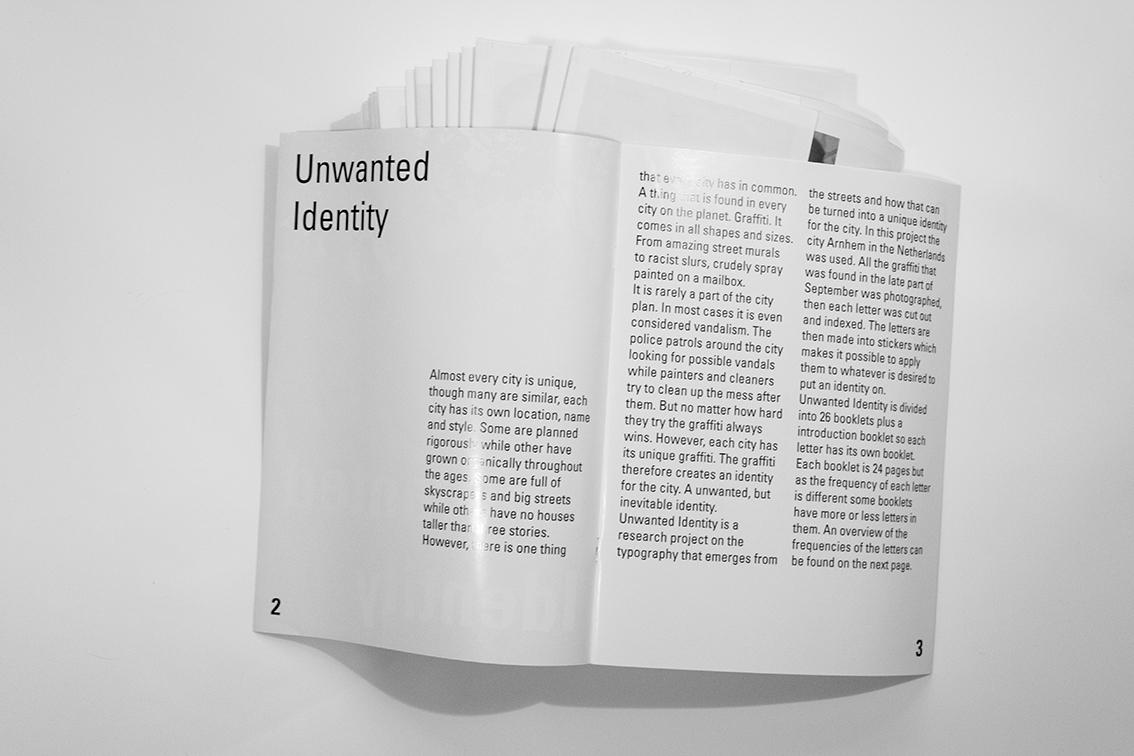 Unwanted
Identity
Almost every city is unique,
though many are similar, each
city has its own location, name
and style. Some are planned
rigorously while other have
grown organically throughout
the ages. Some are full of
skyscrapers and big streets
while others have no houses
taller than three stories.
However, there is one thing
2
that every city has in common.
A thing that is found in every
city on the planet. Graffiti. It
comes in all shapes and sizes.
From amazing street murals
to racist slurs, crudely spray
painted on a mailbox.
It is rarely a part of the city
plan. In most cases it is even
considered vandalism. The
police patrols around the city
looking for possible vandals
while painters and cleaners
try to clean up the mess after
them. But no matter how hard
they try the graffiti always
wins. However, each city has
its unique graffiti. The graffiti
therefore creates an identity
for the city. A unwanted, but
inevitable identity.
Unwanted Identity is a
research project on the
typography that emerges from
the streets and how that can
be turned into a unique identity
for the city. In this project the
city Arnhem in the Netherlands
was used. All the graffiti that
was found in the late part of
September was photographed,
then each letter was cut out
and indexed. The letters are
then made into stickers which
makes it possible to apply
them to whatever is desired to
put an identity on.
Unwanted Identity is divided
into 26 booklets plus a
introduction booklet so each
letter has its own booklet.
Each booklet is 24 pages but
as the frequency of each letter
is different some booklets
have more or less letters in
them. An overview of the
frequencies of the letters can
be found on the next page.
3